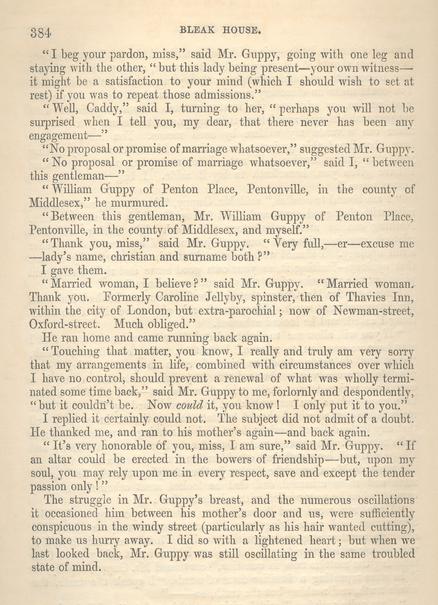 384 BLEAK HOUSE.
"I beg your pardon, miss," said Mr. Guppy, going with one leg and
staying with the other, "but this lady being present—your own witness—
it might be a satisfaction to your mind (which I should wish to set at
rest) if you was to repeat those admissions."
"Well, Caddy," said I, turning to her, "perhaps you will not be
surprised when I tell you, my dear, that there never has been any
engagement—"
"No proposal or promise of marriage whatsoever," suggested Mr. Guppy.
"No proposal or promise of marriage whatsoever," said I, "between
this gentleman—"
"William Guppy of Penton Place, Pentonville, in the county of
Middlesex," he murmured.
"Between this gentleman, Mr. William Guppy of Penton Place,
Pentonville, in the county of Middlesex, and myself."
"Thank you, miss," said Mr. Guppy. "Very full,—er—excuse me
—lady's name, christian and surname both?"
I gave them.
"Married woman, I believe?" said Mr. Guppy. "Married woman.
Thank you. Formerly Caroline Jellyby, spinster, then of Thavies Inn,
within the city of London, but extra-parochial; now of Newman-street,
Oxford-street. Much obliged."
He ran home and came running back again.
"Touching that matter, you know, I really and truly am very sorry
that my arrangements in life, combined with circumstances over which
I have no control, should prevent a renewal of what was wholly termi-
nated some time back," said Mr. Guppy to me, forlornly and despondently,
"but it couldn't be. Now could it, you know! I only put it to you."
I replied it certainly could not. The subject did not admit of a doubt.
He thanked me, and ran to his mother's again—and back again.
"It's very honorable of you, miss, I am sure," said Mr. Guppy. "If
an altar could be erected in the bowers of friendship—but, upon my
soul, you may rely upon me in every respect, save and except the tender
passion only!"
The struggle in Mr. Guppy's breast, and the numerous oscillations
it occasioned him between his mother's door and us, were sufficiently
conspicuous in the windy street (particularly as his hair wanted cutting),
to make us hurry away. I did so with a lightened heart; but when we
last looked back, Mr. Guppy was still oscillating in the same troubled
state of mind.